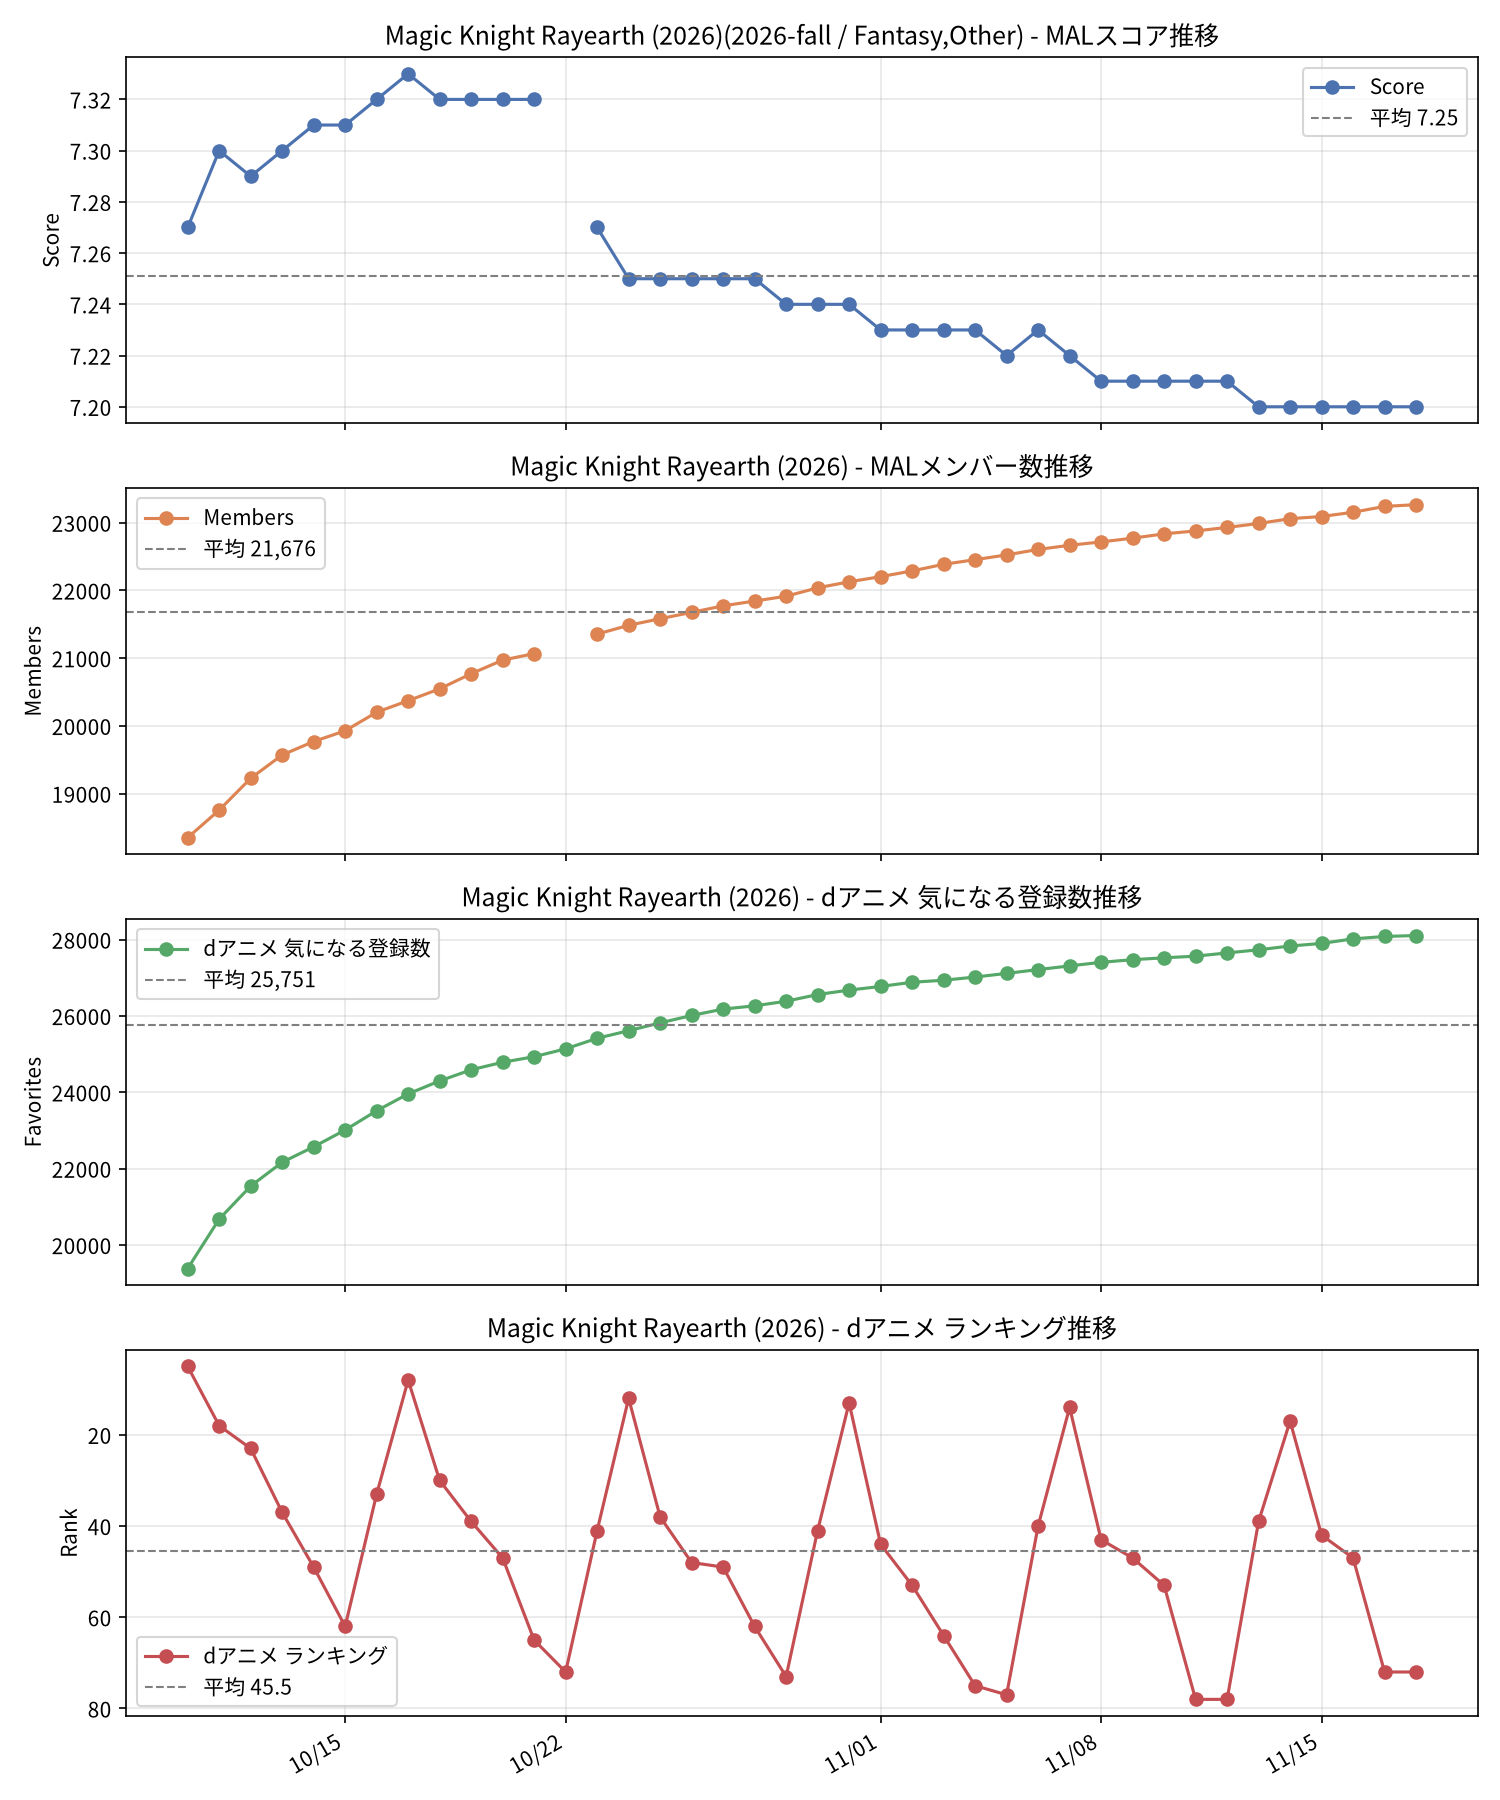 Magic Knight Rayearth (2026)(2026-fall / Fantasy,Other) - MALスコア推移
Score
平均 7.25
7.32
7.30
7.28
7.26
7.24
7.22
7.20
Score
Magic Knight Rayearth (2026) - MALメンバー数推移
Members
平均 21,676
23000
22000
21000
20000
19000
Members
Magic Knight Rayearth (2026) - dアニメ 気になる登録数推移
dアニメ 気になる登録数
平均 25,751
28000
26000
24000
22000
20000
Favorites
Magic Knight Rayearth (2026) - dアニメ ランキング推移
20
40
60
80
Rank
dアニメ ランキング
平均 45.5
10/15
10/22
11/01
11/08
11/15